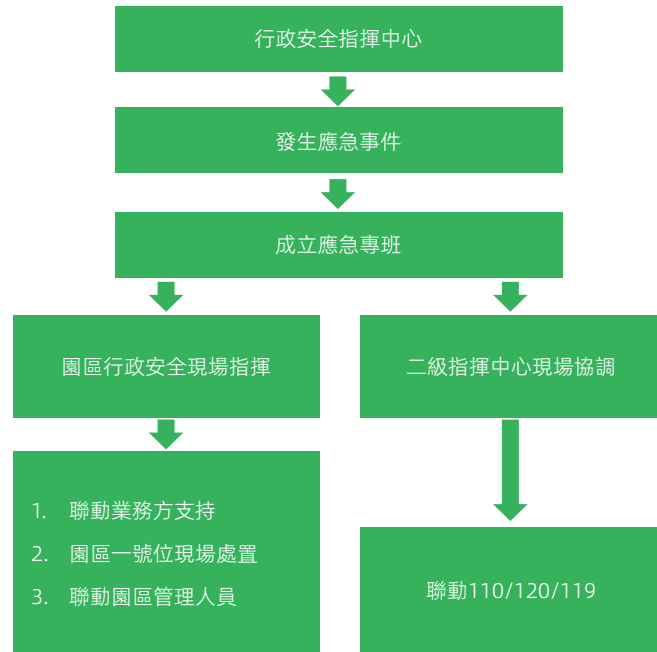 行政安全指揮中心
發生應急事件
成立應急專班
園區行政安全現場指揮
二級指揮中心現場協調
1. 聯動業務方支持
2. 園區一號位現場處置
3. 聯動園區管理人員
聯動110/120/119